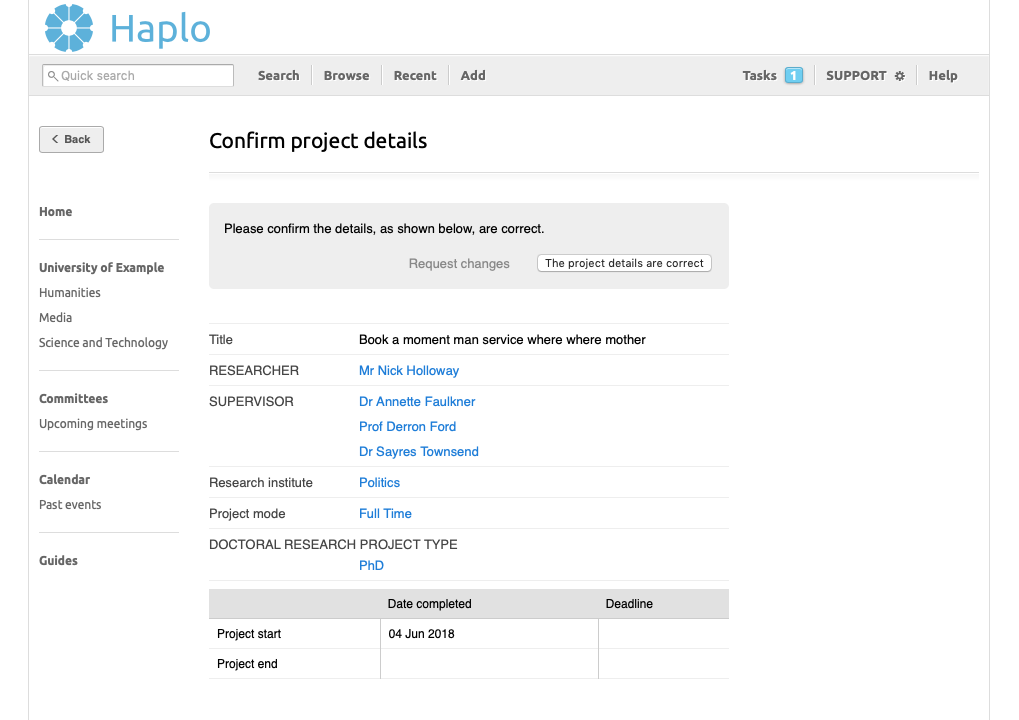 Haplo
Quick search
Search
Browse
Recent
Add
Tasks 1
SUPPORT
Help
Back
Confirm project details
Home
University of Example
Humanities
Media
Science and Technology
Committees
Upcoming meetings
Calendar
Past events
Guides
Please confirm the details, as shown below, are correct.
Request changes
The project details are correct
Title Book a moment man service where where mother
RESEARCHER Mr Nick Holloway
SUPERVISOR Dr Annette Faulkner
Prof Derron Ford
Dr Sayres Townsend
Research institute Politics
Project mode Full Time
DOCTORAL RESEARCH PROJECT TYPE
PhD
Date completed Deadline
Project start 04 Jun 2018
Project end